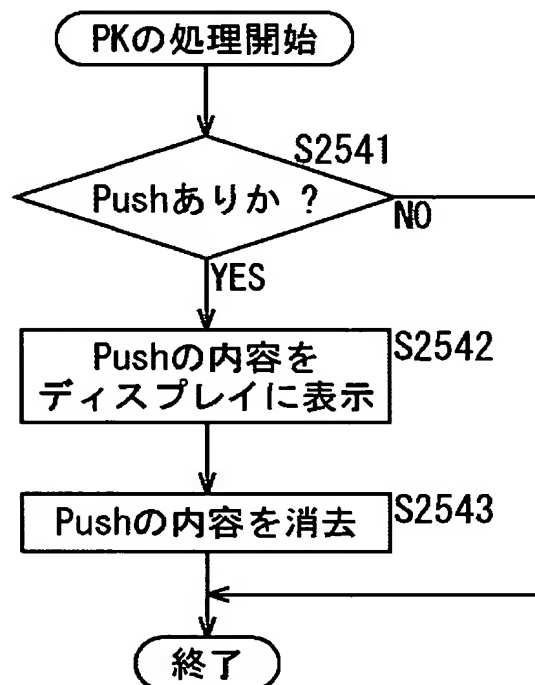 PKの処理開始
S2541
Pushありか ?
NO
YES
Pushの内容を
ディスプレイに表示
S2542
Pushの内容を消去
S2543
終了